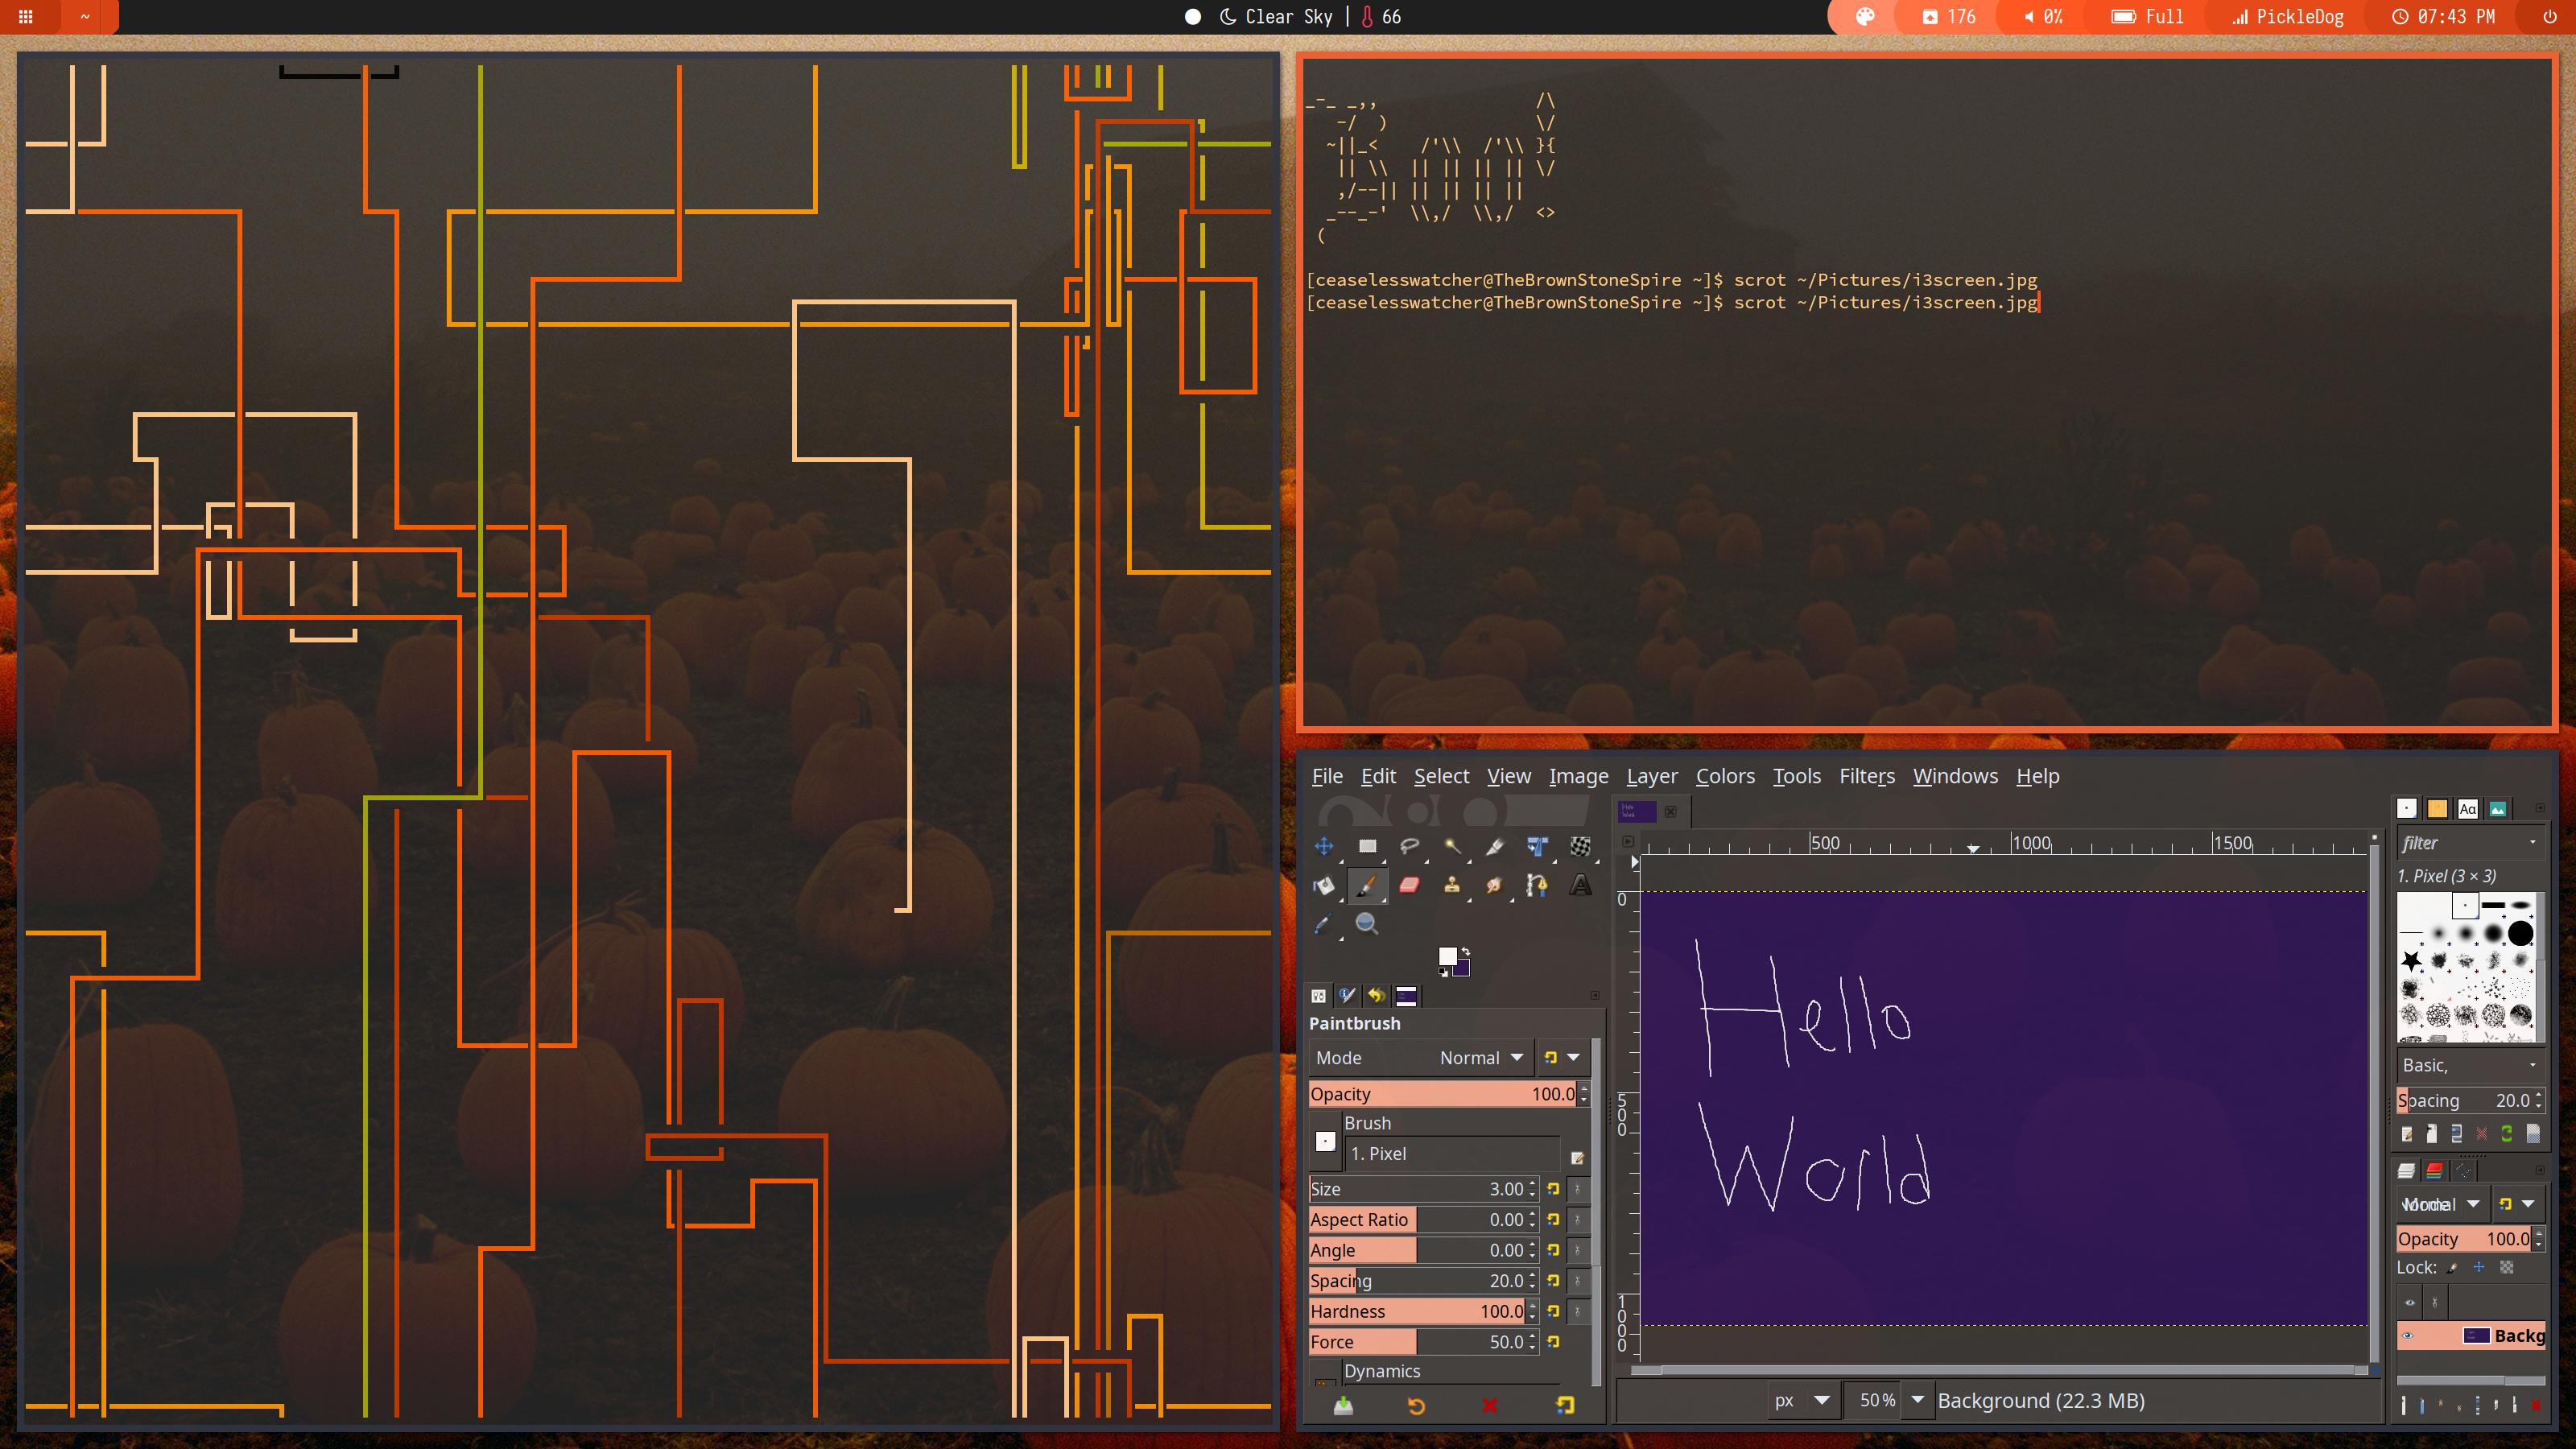 ~ Clear Sky | 66 176 0% Full PickleDog 07:43 PM
Boo!
[ceaselesswatcher@TheBrownStoneSpire ~]$ scrot ~/Pictures/i3screen.jpg
[ceaselesswatcher@TheBrownStoneSpire ~]$ scrot ~/Pictures/i3screen.jpg
File Edit Select View Image Layer Colors Tools Filters Windows Help
500 1000 1500
filter
1. Pixel (3 × 3)
0
Hello
World
500
1000
Paintbrush
Mode Normal
Opacity 100.0
Brush
1. Pixel
Size 3.00
Aspect Ratio 0.00
Angle 0.00
Spacing 20.0
Hardness 100.0
Force 50.0
Dynamics
px 50% Background (22.3 MB)
Basic,
Spacing 20.0
Opacity 100.0
Lock:
Backg